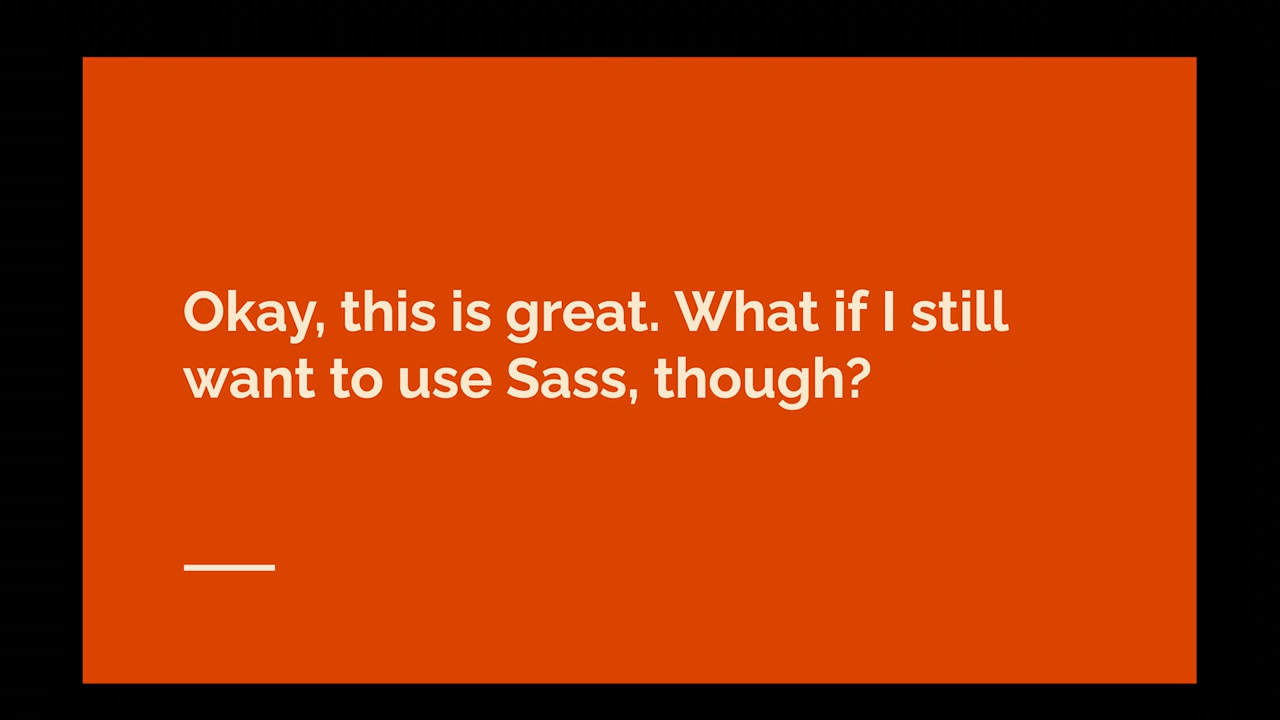 Okay, this is great. What if I still
want to use Sass, though?